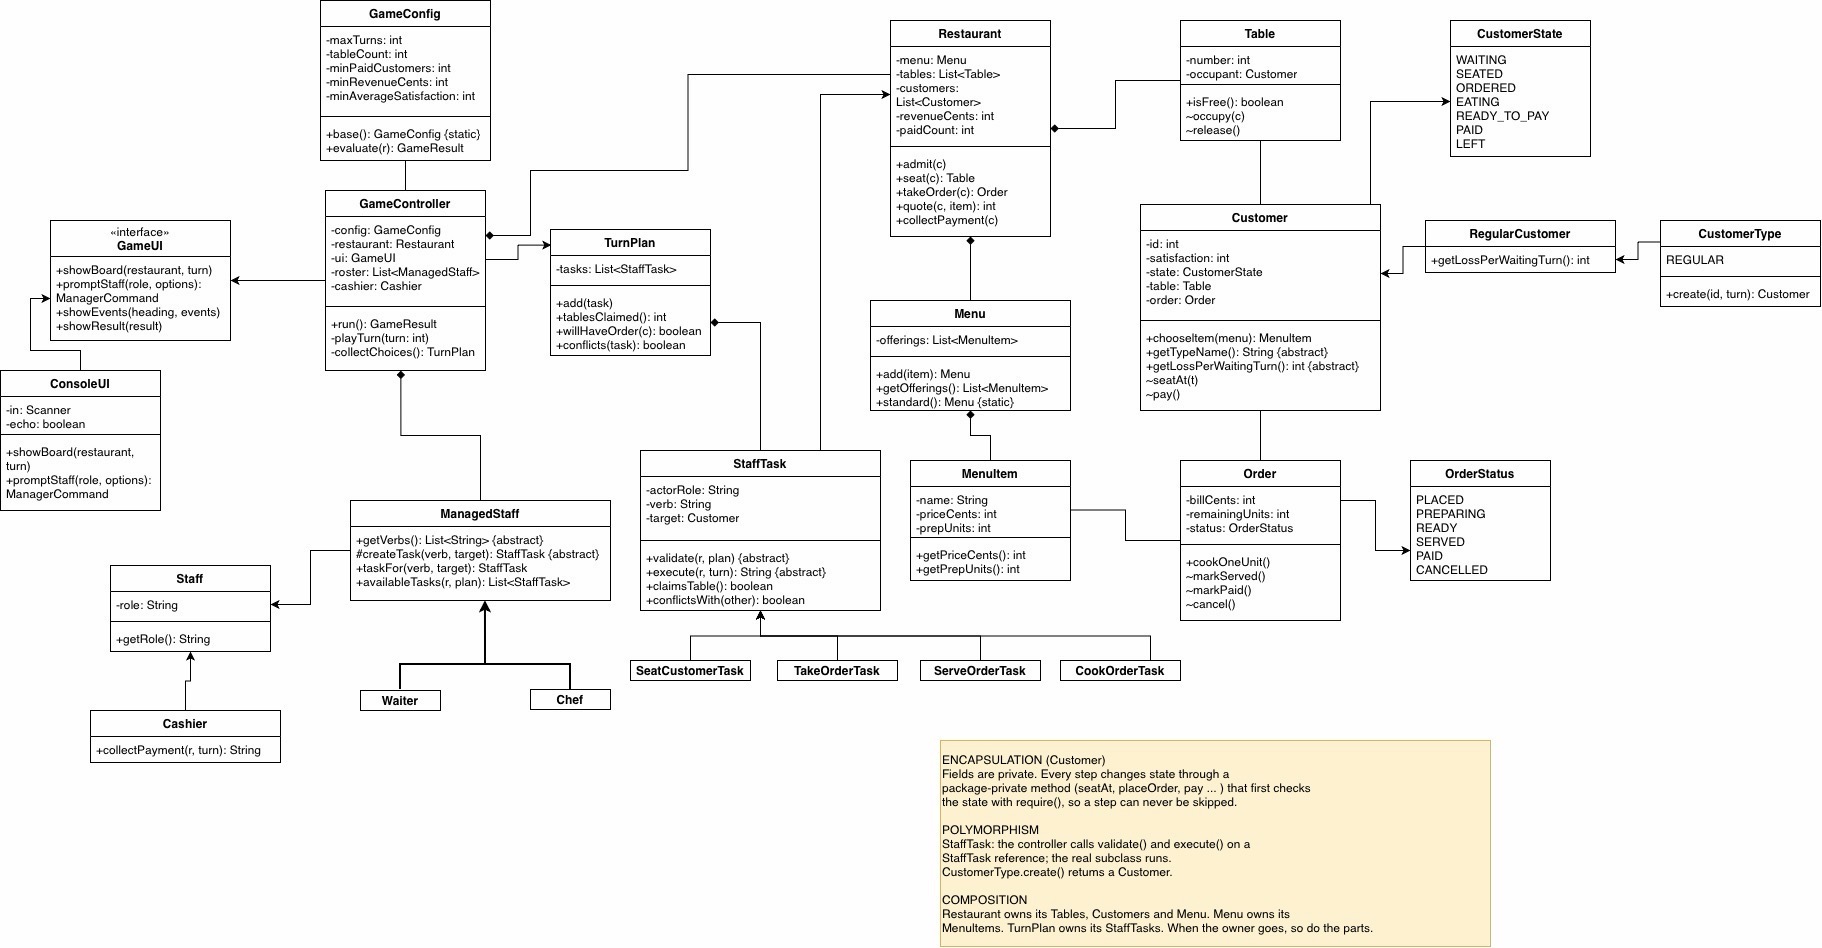 GameConfig
-maxTurns: int
-tableCount: int
-minPaidCustomers: int
-minRevenueCents: int
-minAverageSatisfaction: int
+base(): GameConfig {static}
+evaluate(r): GameResult
Restaurant
-menu: Menu
-tables: List<Table>
-customers:
List<Customer>
-revenueCents: int
-paidCount: int
+admit(c)
+seat(c): Table
+takeOrder(c): Order
+quote(c, item): int
+collectPayment(c)
Table
-number: int
-occupant: Customer
+isFree(): boolean
~occupy(c)
~release()
CustomerState
WAITING
SEATED
ORDERED
EATING
READY_TO_PAY
PAID
LEFT
«interface»
GameUI
+showBoard(restaurant, turn)
+promptStaff(role, options):
ManagerCommand
+showEvents(heading, events)
+showResult(result)
GameController
-config: GameConfig
-restaurant: Restaurant
-ui: GameUI
-roster: List<ManagedStaff>
-cashier: Cashier
+run(): GameResult
-playTurn(turn: int)
-collectChoices(): TurnPlan
TurnPlan
-tasks: List<StaffTask>
+add(task)
+tablesClaimed(): int
+willHaveOrder(c): boolean
+conflicts(task): boolean
Customer
-id: int
-satisfaction: int
-state: CustomerState
-table: Table
-order: Order
+chooseItem(menu): MenuItem
+getTypeName(): String {abstract}
+getLossPerWaitingTurn(): int {abstract}
~seatAt(t)
~pay()
RegularCustomer
+getLossPerWaitingTurn(): int
CustomerType
REGULAR
+create(id, turn): Customer
Menu
-offerings: List<MenuItem>
+add(item): Menu
+getOfferings(): List<MenuItem>
+standard(): Menu {static}
ConsoleUI
-in: Scanner
-echo: boolean
+showBoard(restaurant,
turn)
+promptStaff(role, options):
ManagerCommand
StaffTask
-actorRole: String
-verb: String
-target: Customer
+validate(r, plan) {abstract}
+execute(r, turn): String {abstract}
+claimsTable(): boolean
+conflictsWith(other): boolean
MenuItem
-name: String
-priceCents: int
-prepUnits: int
+getPriceCents(): int
+getPrepUnits(): int
Order
-billCents: int
-remainingUnits: int
-status: OrderStatus
+cookOneUnit()
~markServed()
~markPaid()
~cancel()
OrderStatus
PLACED
PREPARING
READY
SERVED
PAID
CANCELLED
ManagedStaff
+getVerbs(): List<String> {abstract}
#createTask(verb, target): StaffTask {abstract}
+taskFor(verb, target): StaffTask
+availableTasks(r, plan): List<StaffTask>
Staff
-role: String
+getRole(): String
SeatCustomerTask
TakeOrderTask
ServeOrderTask
CookOrderTask
Waiter
Chef
Cashier
+collectPayment(r, turn): String
ENCAPSULATION (Customer)
Fields are private. Every step changes state through a
package-private method (seatAt, placeOrder, pay ... ) that first checks
the state with require(), so a step can never be skipped.
POLYMORPHISM
StaffTask: the controller calls validate() and execute() on a
StaffTask reference; the real subclass runs.
CustomerType.create() returns a Customer.
COMPOSITION
Restaurant owns its Tables, Customers and Menu. Menu owns its
MenuItems. TurnPlan owns its StaffTasks. When the owner goes, so do the parts.